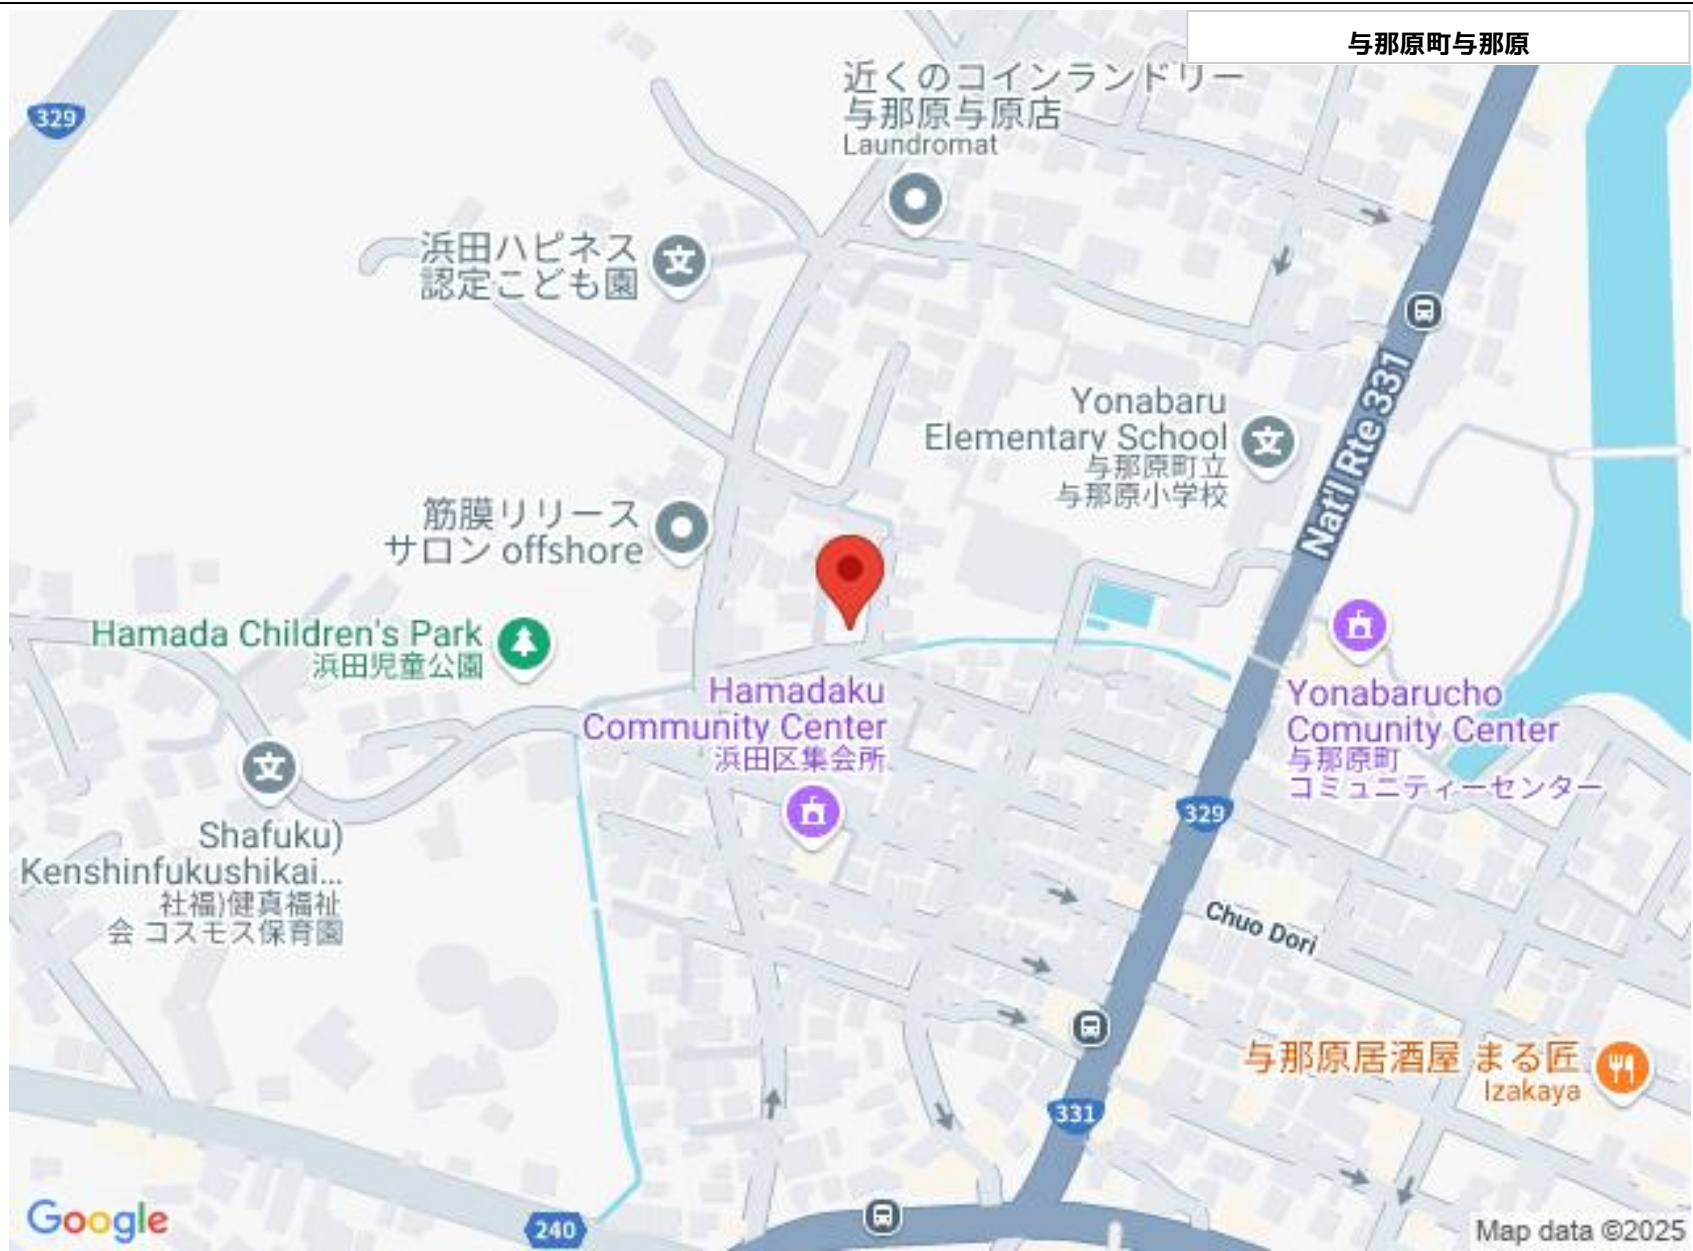 与那原町与那原
近くのコインランドリー
与那原与原店
Laundromat
329
浜田ハピネス
認定こども園
Yonabaru
Elementary School
与那原町立
与那原小学校
Nat'l Rte 331
筋膜リリース
サロン offshore
Hamada Children's Park
浜田児童公園
Hamadaku
Community Center
浜田区集会所
Yonabarucho
Comunity Center
与那原町
コミュニティーセンター
329
Shafuku)
Kenshinfukushikai...
社福)健真福祉
会 コスモス保育園
Chuo Dori
与那原居酒屋 まる匠
Izakaya
331
240
Google
Map data ©2025